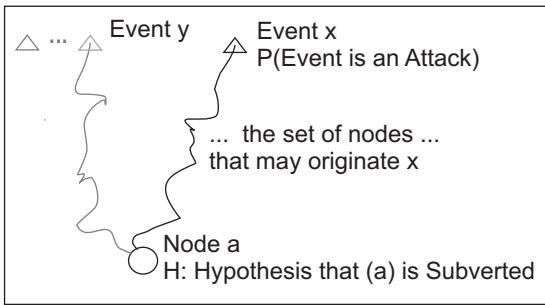 ... Event y
Event x
P(Event is an Attack)
... the set of nodes ...
that may originate x
Node a
H: Hypothesis that (a) is Subverted